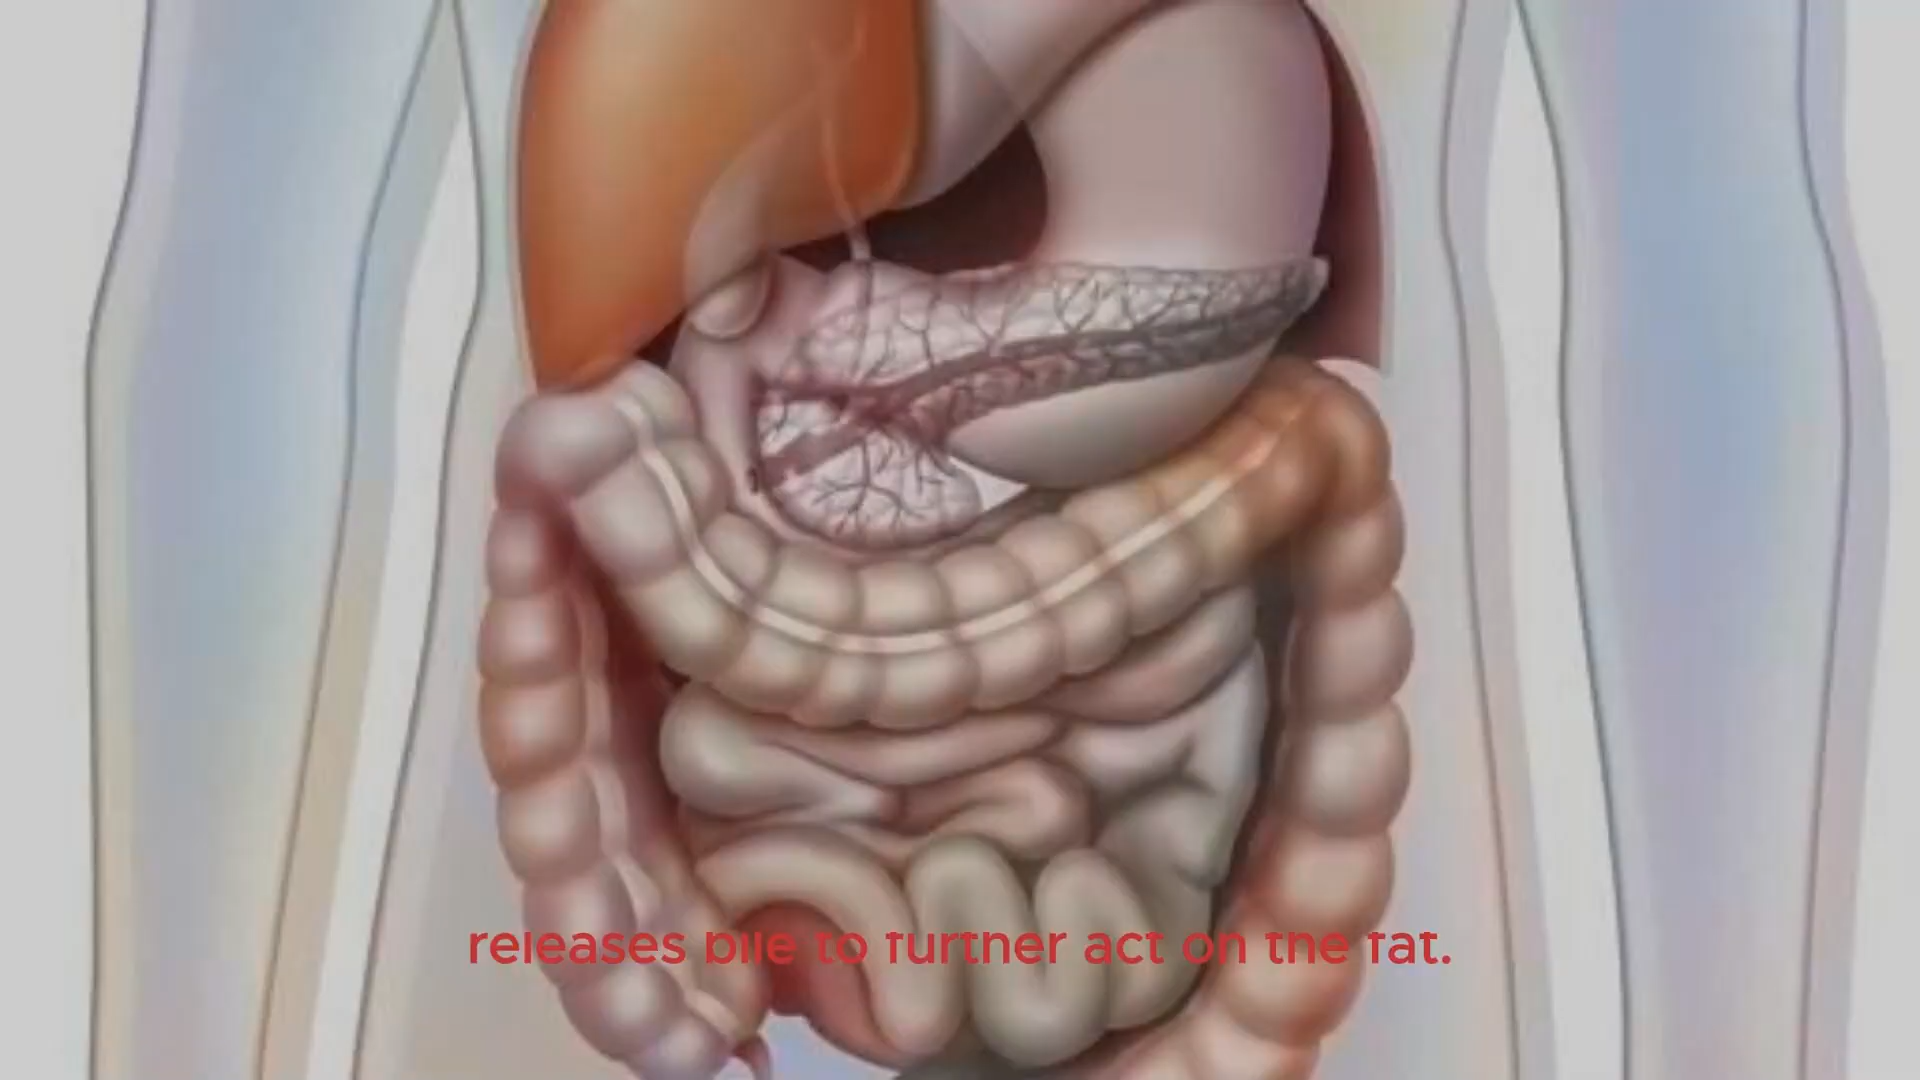 releases bile to further act on the fat.